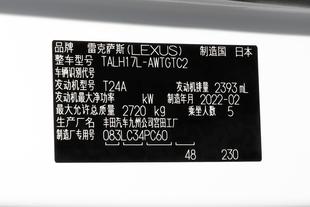 品牌 雷克萨斯(LEXUS) 制造国 日本
整车型号 TALH17L-AWTGTC2
车辆识别代号
发动机型号 T24A 发动机排量 2393 mL
发动机最大净功率 kW 制造年月 2022-02
最大允许总质量 2720 kg 乘坐人数 5
生产厂名 丰田汽车九州公司宫田工厂
制造厂专用号 083LC34PC60
48 230